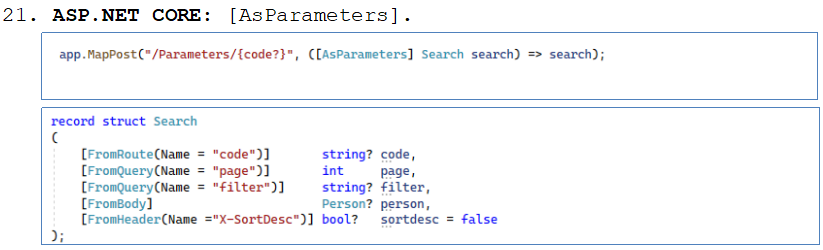 21. ASP.NET CORE: [AsParameters].
app.MapPost("/Parameters/{code?}", ([AsParameters] Search search) => search);
record struct Search
(
[FromRoute(Name = "code")] string? code,
[FromQuery(Name = "page")] int page,
[FromQuery(Name = "filter")] string? filter,
[FromBody] Person? person,
[FromHeader(Name ="X-SortDesc")] bool? sortdesc = false
);